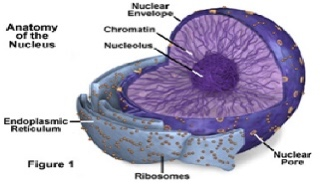 Anatomy
of the
Nucleus
Nuclear
Envelope
Chromatin
Nucleolus
Endoplasmic
Reticulum
Figure 1
Ribosomes
Nuclear
Pore